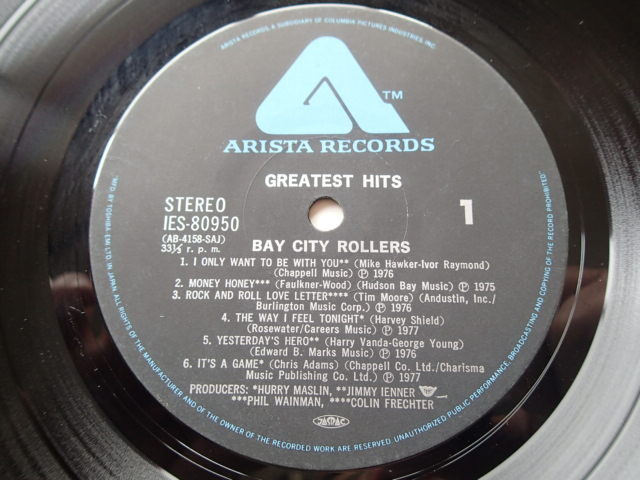 ARISTA RECORDS, A SUBSIDIARY OF COLUMBIA PICTURES INDUSTRIES INC.
TM
ARISTA RECORDS
GREATEST HITS
STEREO
IES-80950
(AB-4158-SAJ)
33⅓ r. p. m.
1
BAY CITY ROLLERS
1. I ONLY WANT TO BE WITH YOU** (Mike Hawker-Ivor Raymond)
(Chappell Music) Ⓟ 1976
2. MONEY HONEY*** (Faulkner-Wood) (Hudson Bay Music) Ⓟ 1975
3. ROCK AND ROLL LOVE LETTER**** (Tim Moore) (Andustin, Inc./
Burlington Music Corp.) Ⓟ 1976
4. THE WAY I FEEL TONIGHT* (Harvey Shield)
(Rosewater/Careers Music) Ⓟ 1977
5. YESTERDAY'S HERO** (Harry Vanda-George Young)
(Edward B. Marks Music) Ⓟ 1976
6. IT'S A GAME* (Chris Adams) (Chappell Co. Ltd./Charisma
Music Publishing Co. Ltd.) Ⓟ 1977
PRODUCERS: *HURRY MASLIN, **JIMMY IENNER
***PHIL WAINMAN, ****COLIN FRECHTER
JASRAC
MFD. BY TOSHIBA EMI LTD. IN JAPAN ALL RIGHTS OF THE MANUFACTURER AND OF THE OWNER OF THE RECORDED WORK ARE RESERVED. UNAUTHORIZED PUBLIC PERFORMANCE, BROADCASTING AND COPYING OF THE RECORD PROHIBITED.